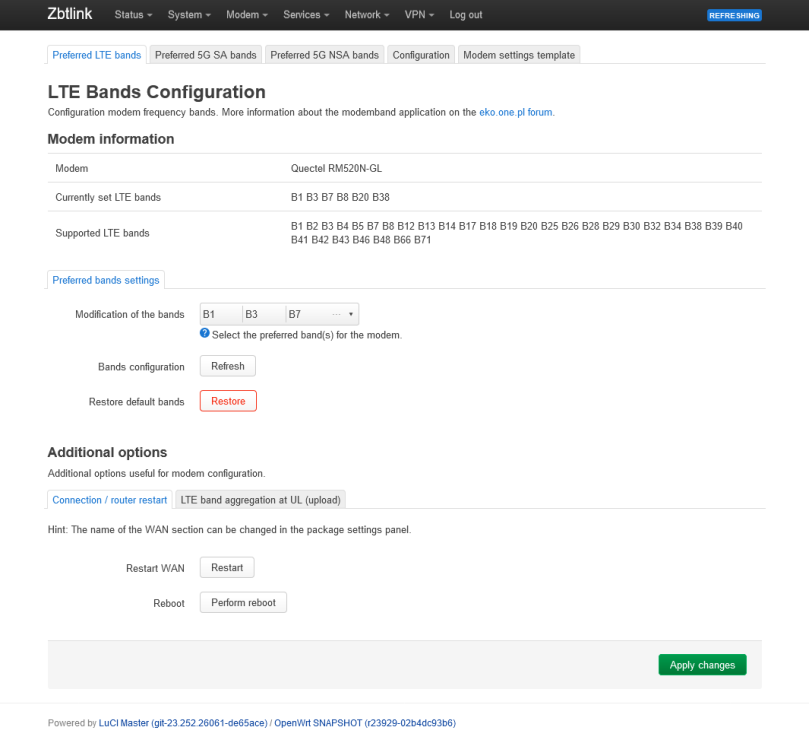 Zbtlink Status System Modem Services Network VPN Log out REFRESHING
Preferred LTE bands Preferred 5G SA bands Preferred 5G NSA bands Configuration Modem settings template
LTE Bands Configuration
Configuration modem frequency bands. More information about the modemband application on the eko.one.pl forum.
Modem information
Modem Quectel RM520N-GL
Currently set LTE bands B1 B3 B7 B8 B20 B38
Supported LTE bands B1 B2 B3 B4 B5 B7 B8 B12 B13 B14 B17 B18 B19 B20 B25 B26 B28 B29 B30 B32 B34 B38 B39 B40
B41 B42 B43 B46 B48 B66 B71
Preferred bands settings
Modification of the bands B1 B3 B7 ···
? Select the preferred band(s) for the modem.
Bands configuration Refresh
Restore default bands Restore
Additional options
Additional options useful for modem configuration.
Connection / router restart LTE band aggregation at UL (upload)
Hint: The name of the WAN section can be changed in the package settings panel.
Restart WAN Restart
Reboot Perform reboot
Apply changes
Powered by LuCI Master (git-23.252.26061-de65ace) / OpenWrt SNAPSHOT (r23929-02b4dc93b6)